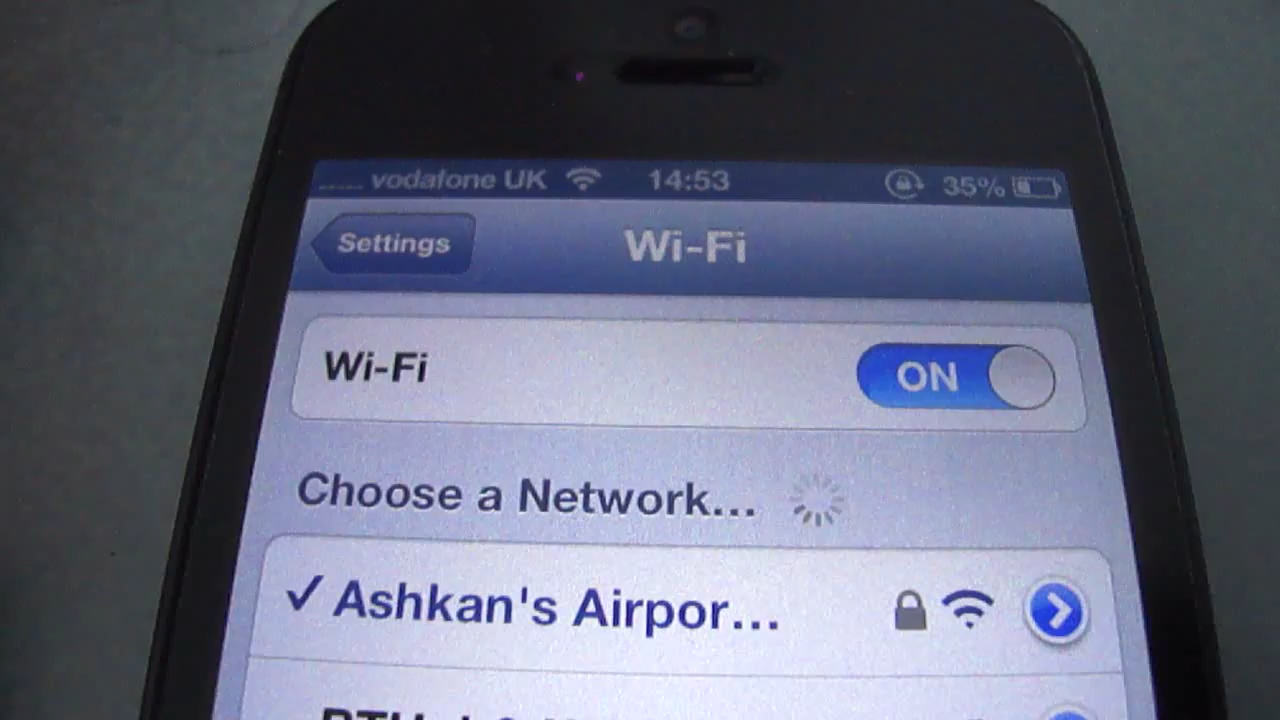 vodafone UK 14:53 35%
Settings Wi-Fi
Wi-Fi ON
Choose a Network...
Ashkan's Airpor...